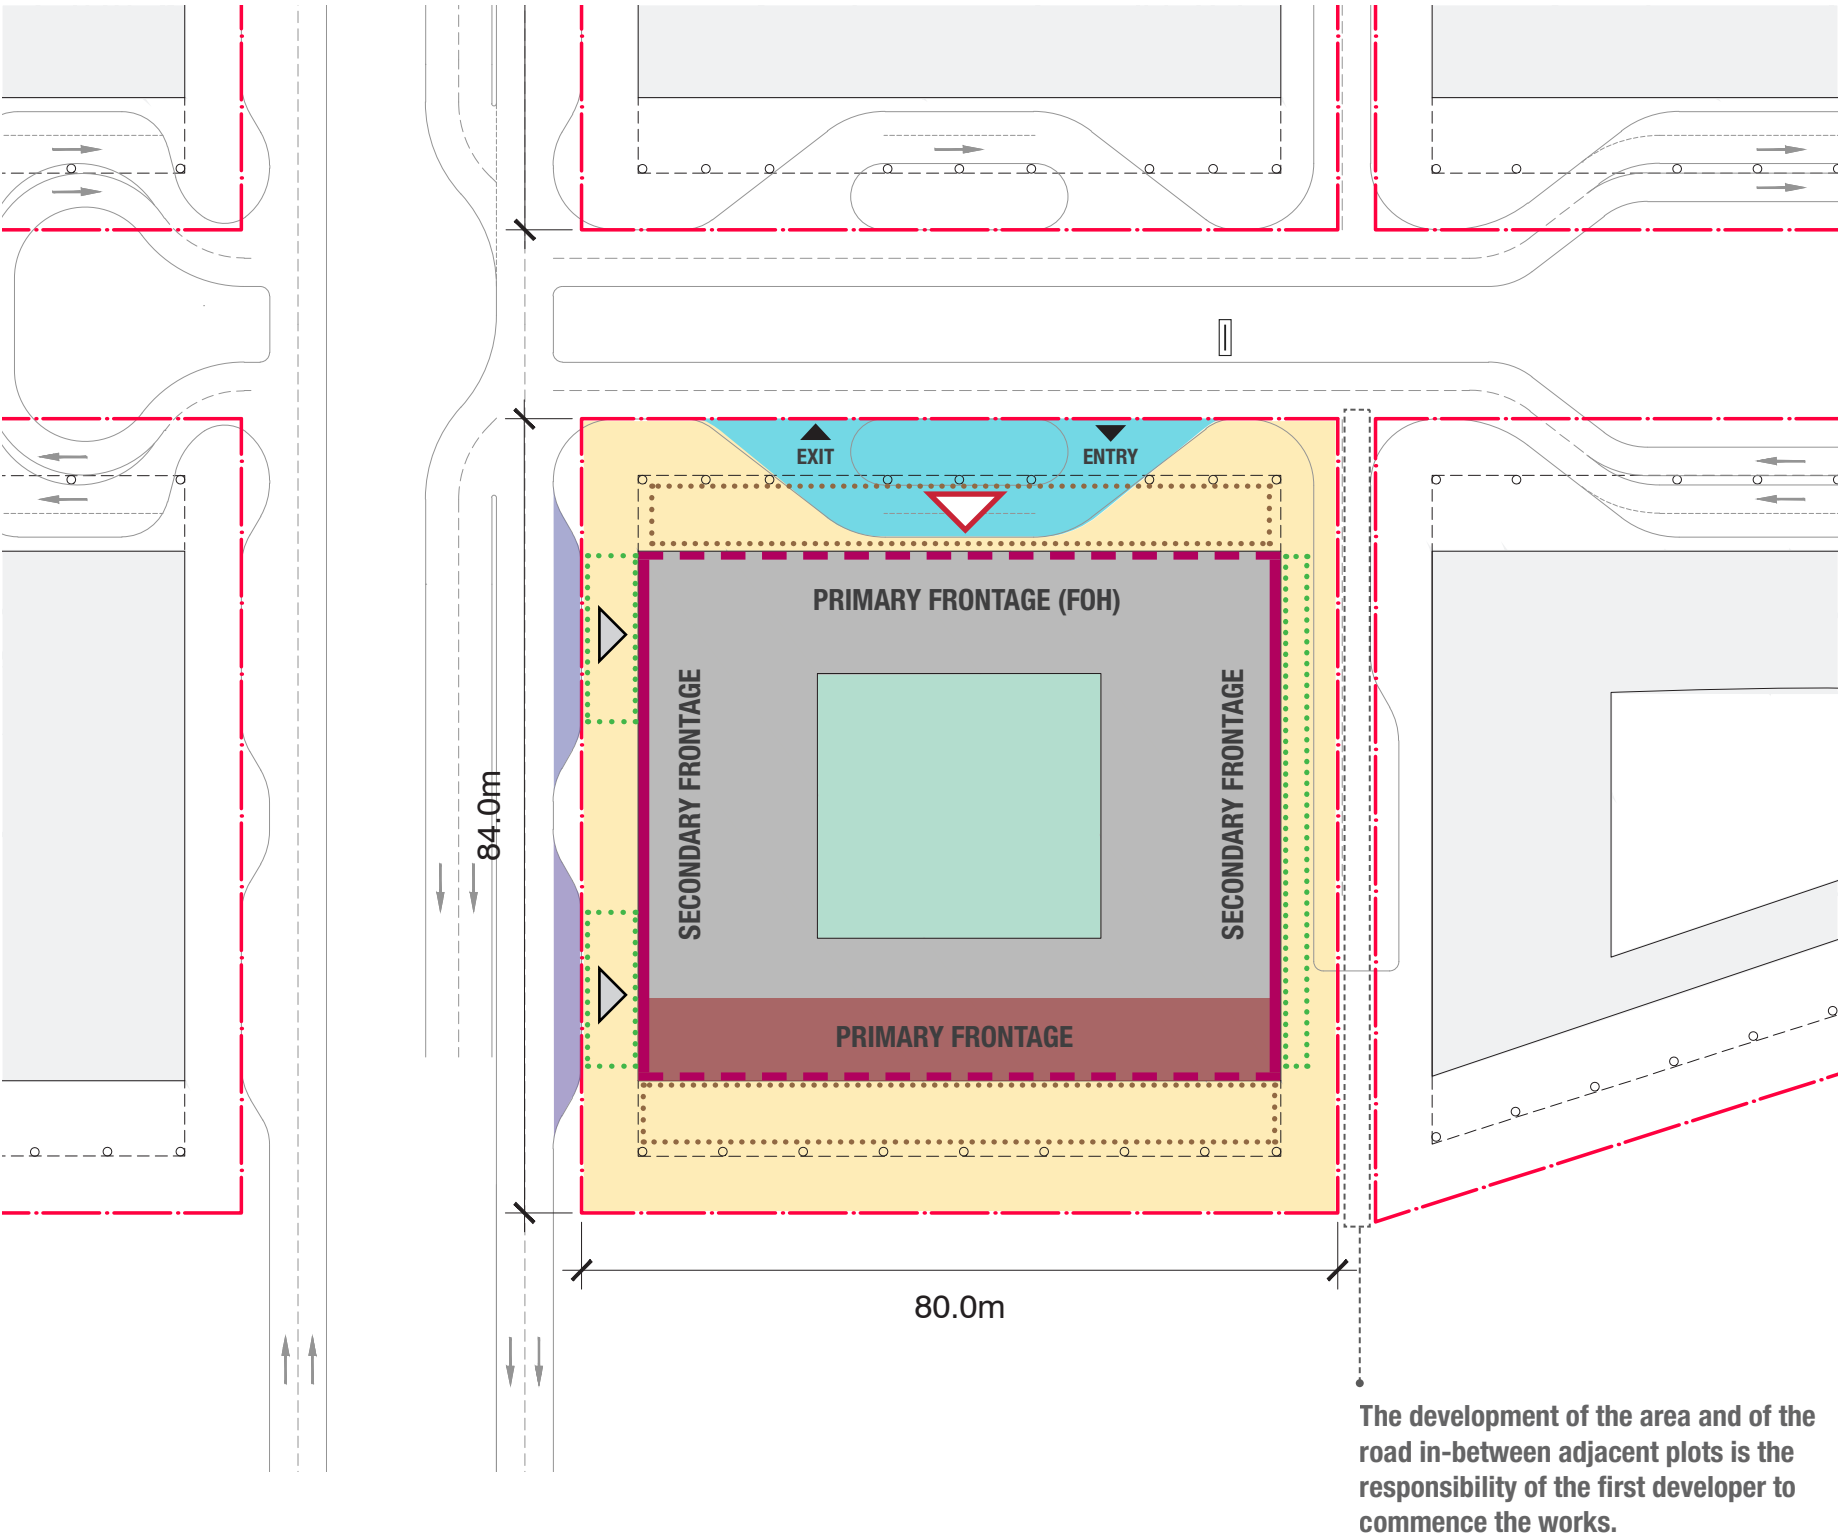 EXIT
ENTRY
PRIMARY FRONTAGE (FOH)
SECONDARY FRONTAGE
SECONDARY FRONTAGE
84.0m
PRIMARY FRONTAGE
80.0m
The development of the area and of the
road in-between adjacent plots is the
responsibility of the first developer to
commence the works.